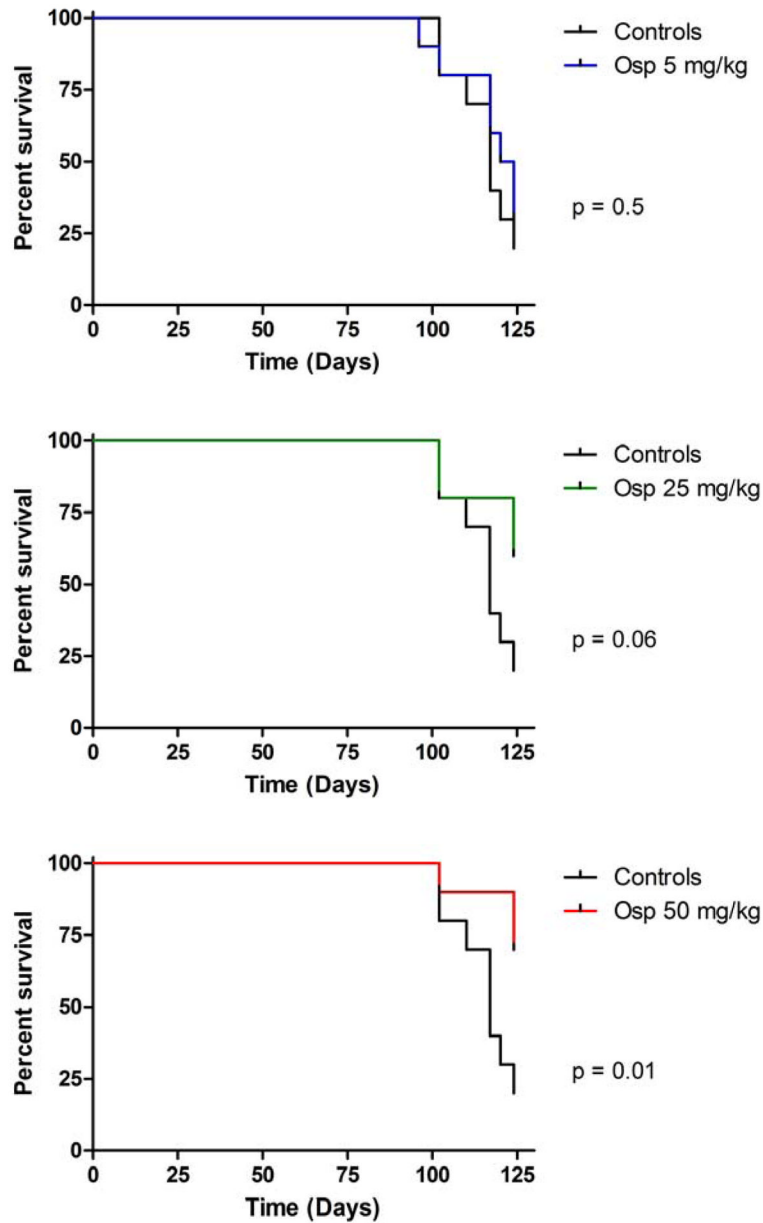 100
75
50
25
0
Percent survival
0 25 50 75 100 125
Time (Days)
Controls
Osp 5 mg/kg
p = 0.5
100
75
50
25
0
Percent survival
0 25 50 75 100 125
Time (Days)
Controls
Osp 25 mg/kg
p = 0.06
100
75
50
25
0
Percent survival
0 25 50 75 100 125
Time (Days)
Controls
Osp 50 mg/kg
p = 0.01